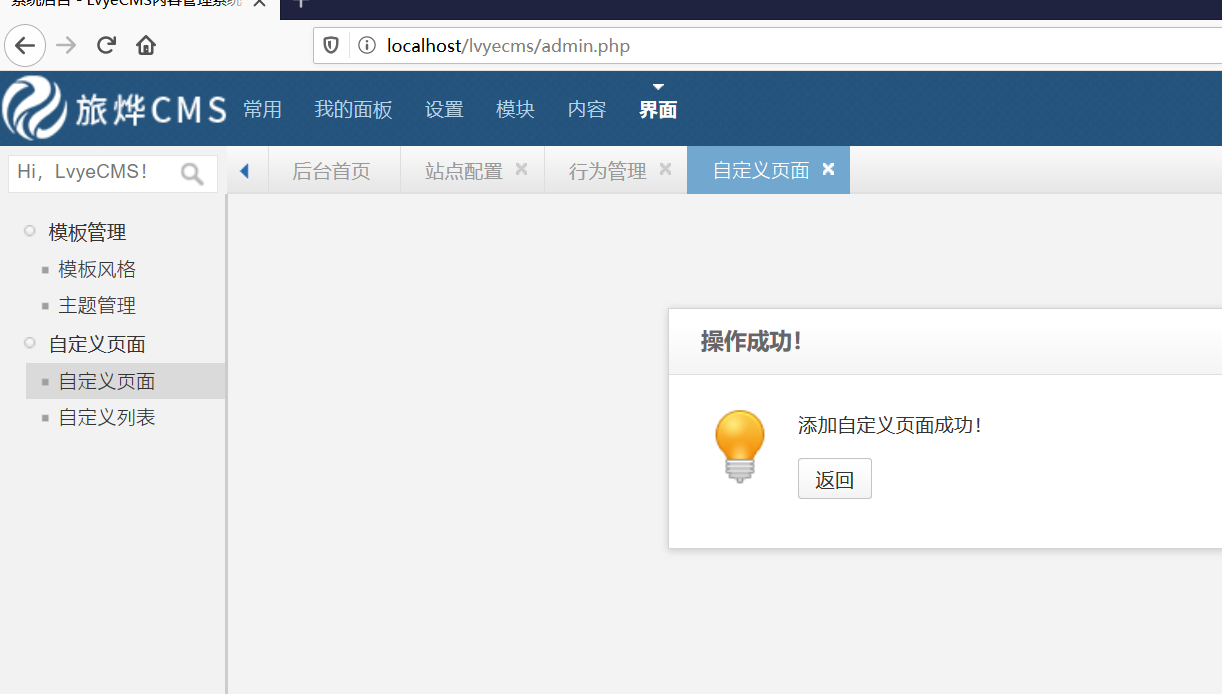 系统后台 - LvyeCMS内容管理系统
localhost/lvyecms/admin.php
旅烨CMS 常用 我的面板 设置 模块 内容 界面
Hi，LvyeCMS！ 后台首页 站点配置 行为管理 自定义页面
模板管理
模板风格
主题管理
自定义页面
自定义页面
自定义列表
操作成功！
添加自定义页面成功！
返回